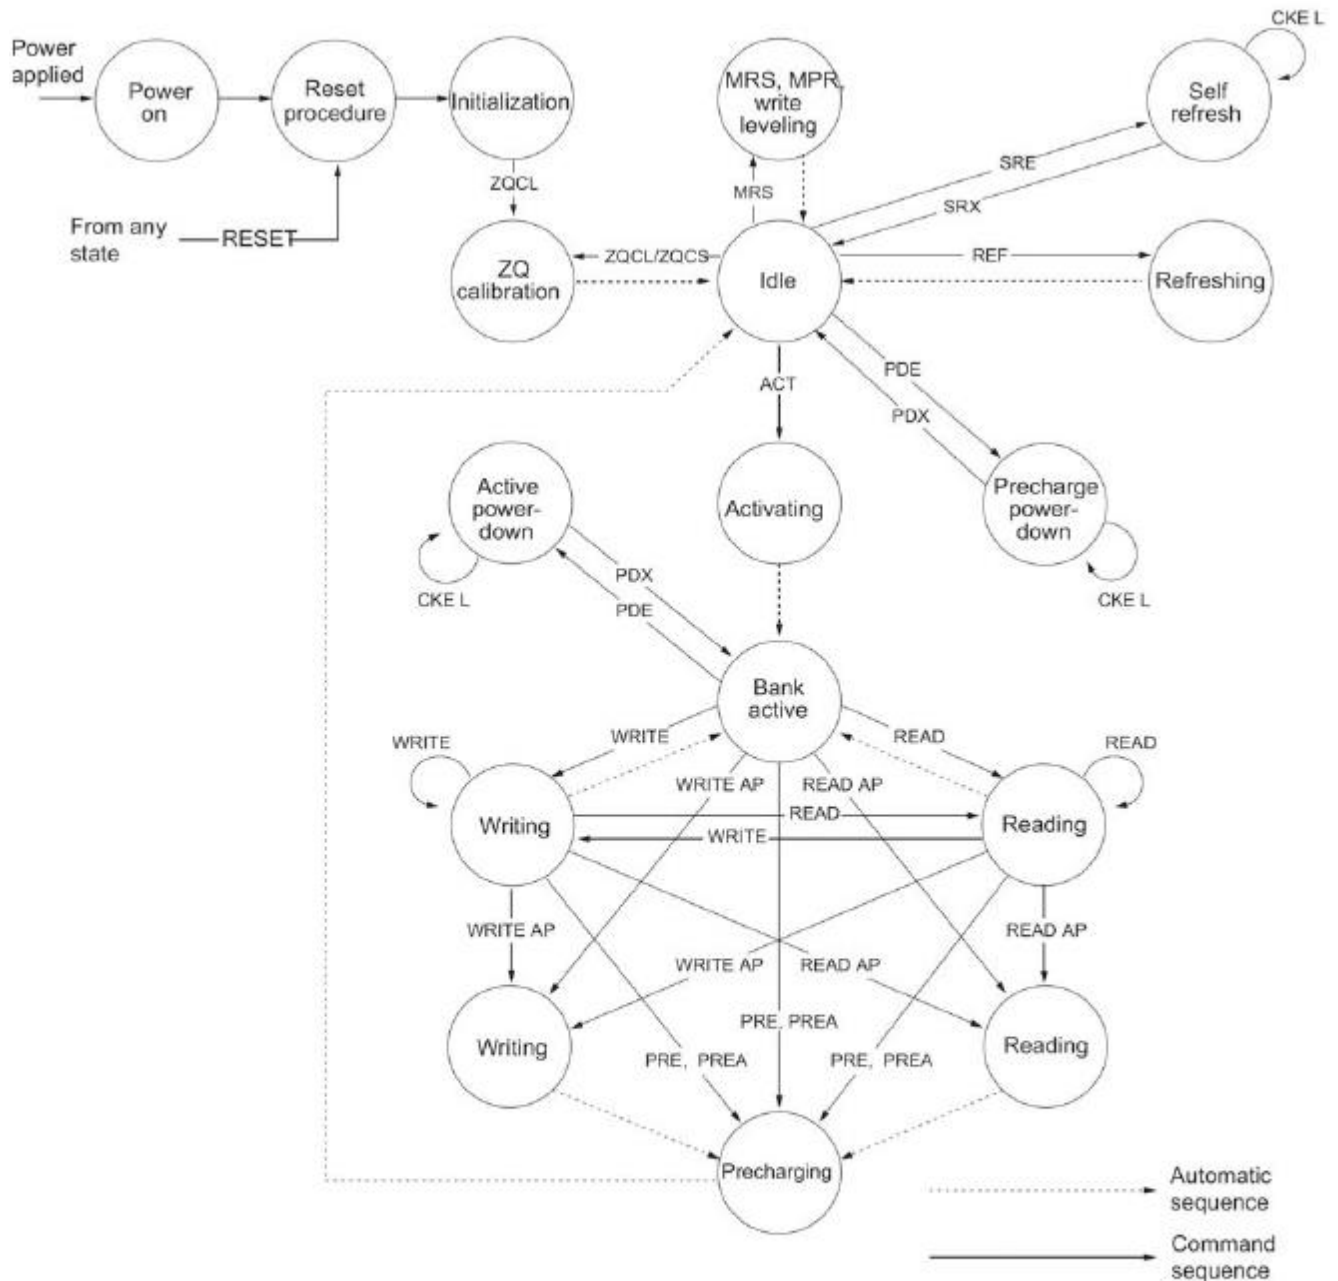 CKE L
Power
applied
Power
on
Reset
procedure
Initialization
MRS, MPR,
write
leveling
Self
refresh
ZQCL
MRS
SRE
SRX
From any
state
RESET
ZQ
calibration
ZQCL/ZQCS
Idle
REF
Refreshing
ACT
PDE
PDX
Active
power-
down
Activating
Precharge
power-
down
CKE L
PDX
PDE
CKE L
Bank
active
WRITE
WRITE
READ
READ
WRITE AP
READ AP
Writing
READ
WRITE
Reading
WRITE AP
READ AP
WRITE AP
READ AP
Writing
PRE, PREA
Reading
PRE, PREA
PRE, PREA
Precharging
Automatic
sequence
Command
sequence